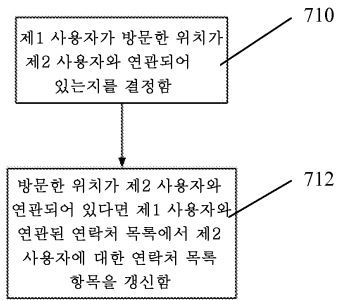 710
제1 사용자가 방문한 위치가
제2 사용자와 연관되어
있는지를 결정함
712
방문한 위치가 제2 사용자와
연관되어 있다면 제1 사용자와
연관된 연락처 목록에서 제2
사용자에 대한 연락처 목록
항목을 갱신함